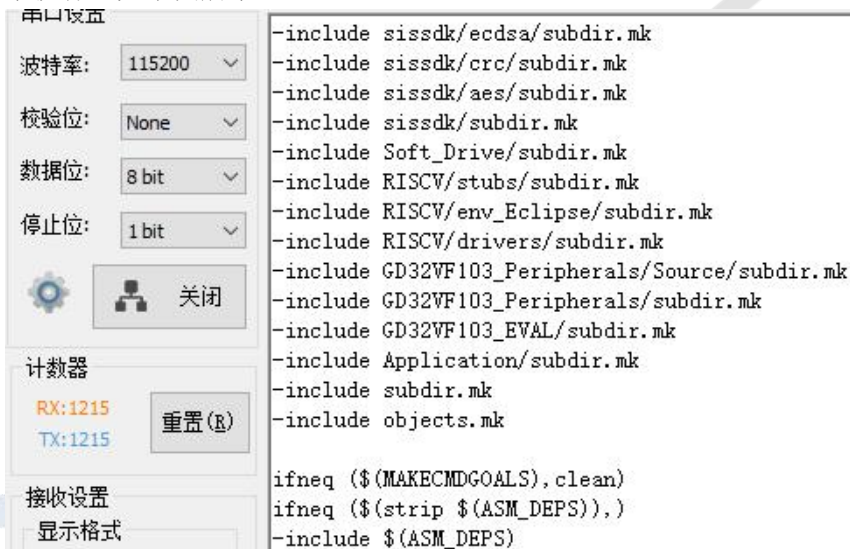 串口设置
波特率: 115200
校验位: None
数据位: 8 bit
停止位: 1 bit
关闭
计数器
RX:1215
TX:1215
重置(R)
接收设置
显示格式
-include sissdk/ecdsa/subdir.mk
-include sissdk/crc/subdir.mk
-include sissdk/aes/subdir.mk
-include sissdk/subdir.mk
-include Soft_Drive/subdir.mk
-include RISCV/stubs/subdir.mk
-include RISCV/env_Eclipse/subdir.mk
-include RISCV/drivers/subdir.mk
-include GD32VF103_Peripherals/Source/subdir.mk
-include GD32VF103_Peripherals/subdir.mk
-include GD32VF103_EVAL/subdir.mk
-include Application/subdir.mk
-include subdir.mk
-include objects.mk
ifneq ($(MAKECMDGOALS),clean)
ifneq ($(strip $(ASM_DEPS)),)
-include $(ASM_DEPS)